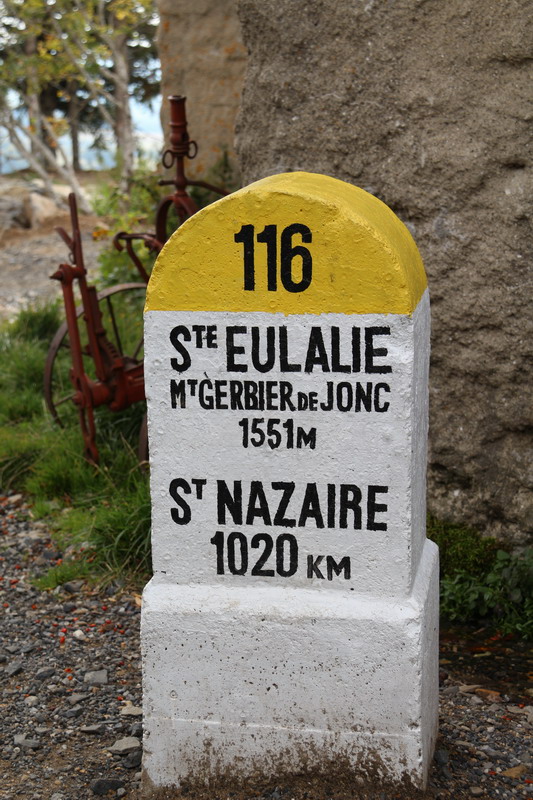 116
STE EULALIE
MT GERBIER DE JONC
1551M
ST NAZAIRE
1020 KM